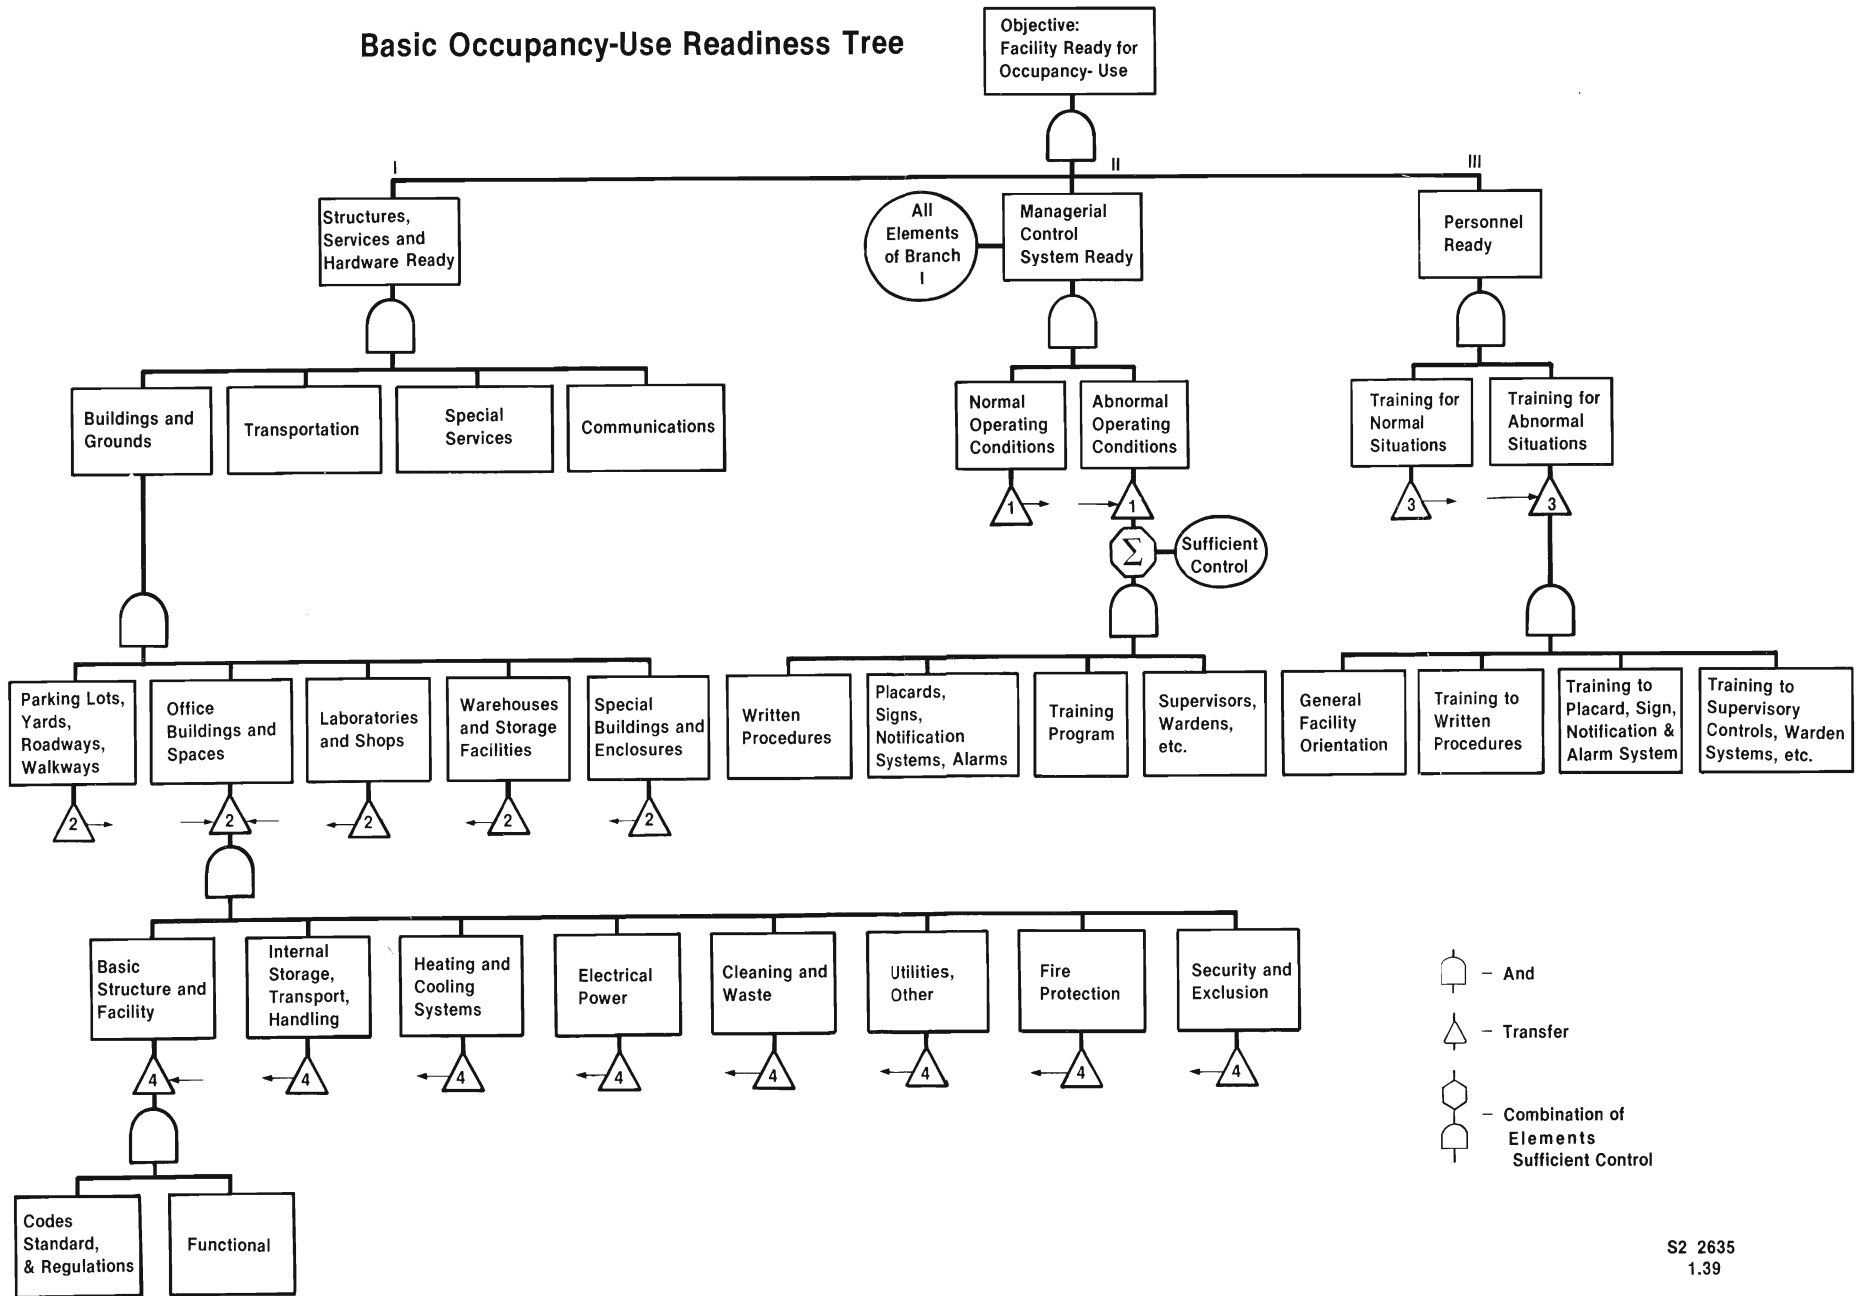 Basic Occupancy-Use Readiness Tree
Objective:
Facility Ready for
Occupancy- Use
I
II
III
Structures,
Services and
Hardware Ready
All
Elements
of Branch
I
Managerial
Control
System Ready
Personnel
Ready
Buildings and
Grounds
Transportation
Special
Services
Communications
Normal
Operating
Conditions
Abnormal
Operating
Conditions
Training for
Normal
Situations
Training for
Abnormal
Situations
1
1
3
3
Σ
Sufficient
Control
Parking Lots,
Yards,
Roadways,
Walkways
Office
Buildings and
Spaces
Laboratories
and Shops
Warehouses
and Storage
Facilities
Special
Buildings and
Enclosures
Written
Procedures
Placards,
Signs,
Notification
Systems, Alarms
Training
Program
Supervisors,
Wardens,
etc.
General
Facility
Orientation
Training to
Written
Procedures
Training to
Placard, Sign,
Notification &
Alarm System
Training to
Supervisory
Controls, Warden
Systems, etc.
2
2
2
2
2
Basic
Structure and
Facility
Internal
Storage,
Transport,
Handling
Heating and
Cooling
Systems
Electrical
Power
Cleaning and
Waste
Utilities,
Other
Fire
Protection
Security and
Exclusion
4
4
4
4
4
4
4
4
Codes
Standard,
& Regulations
Functional
– And
– Transfer
– Combination of
Elements
Sufficient Control
S2 2635
1.39